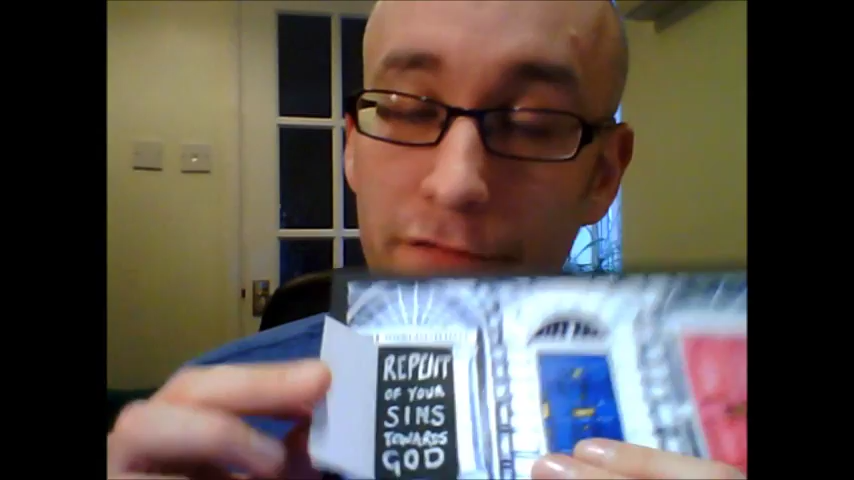 REPENT
OF YOUR
SINS
TOWARDS
GOD